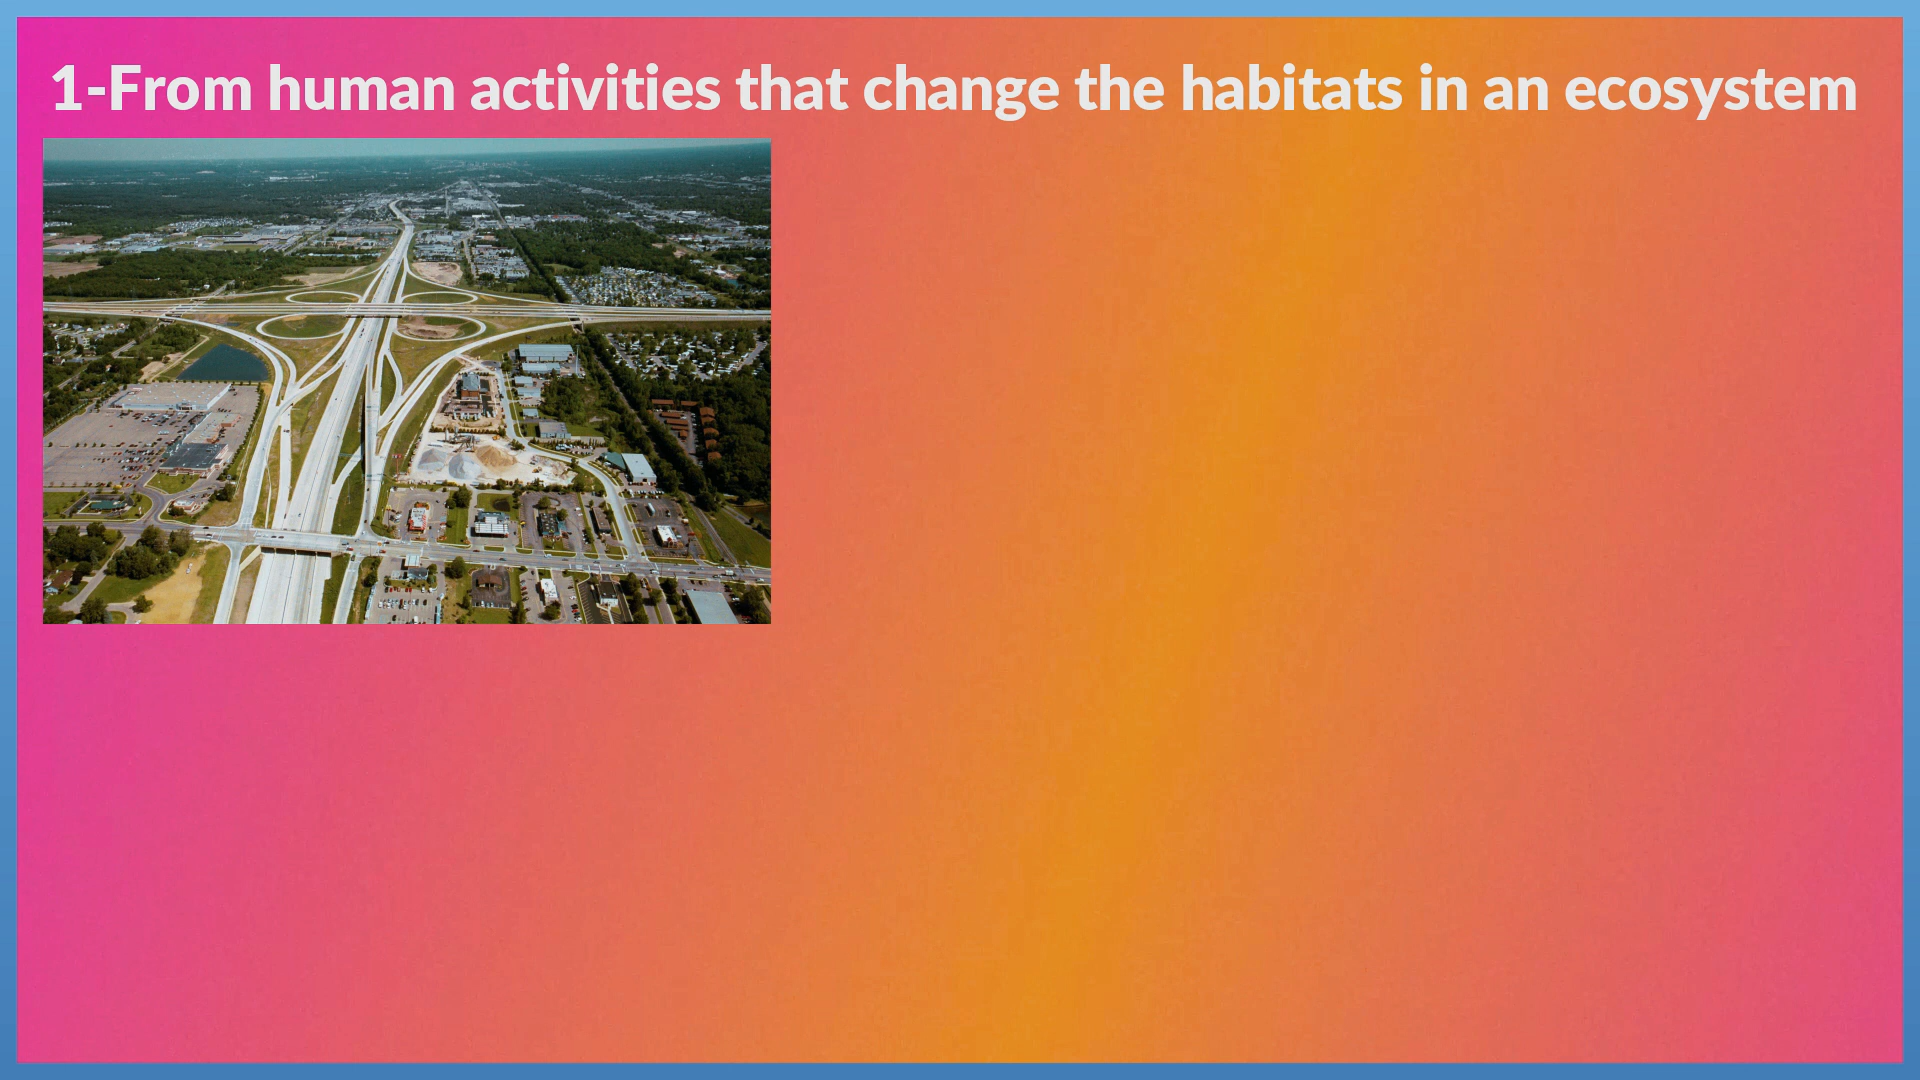 1-From human activities that change the habitats in an ecosystem